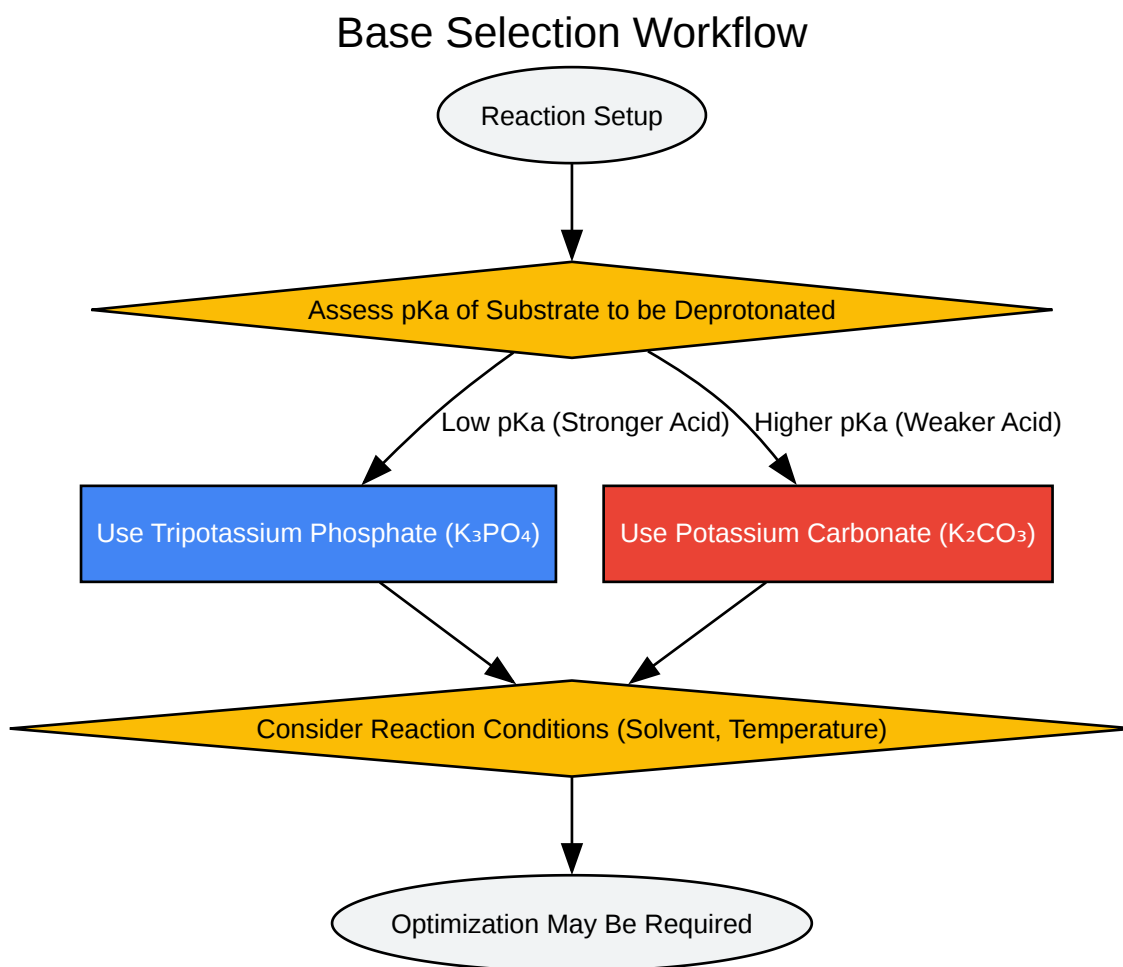 Base Selection Workflow
Reaction Setup
Assess pKa of Substrate to be Deprotonated
Low pKa (Stronger Acid)
Higher pKa (Weaker Acid)
Use Tripotassium Phosphate (K₃PO₄)
Use Potassium Carbonate (K₂CO₃)
Consider Reaction Conditions (Solvent, Temperature)
Optimization May Be Required